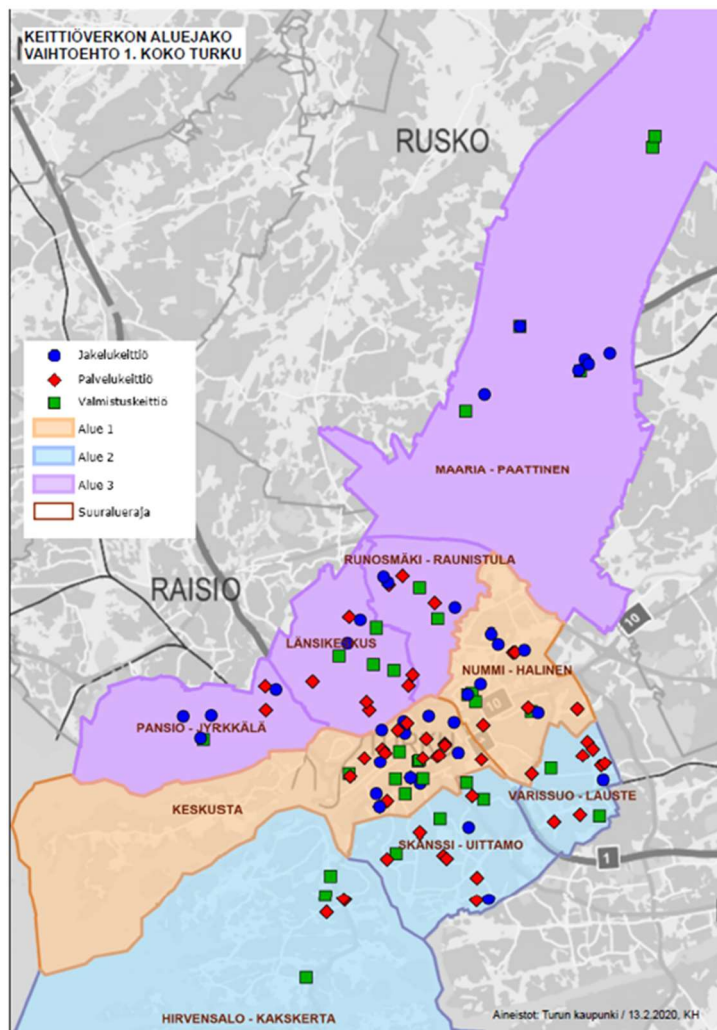 KEITTIÖVERKON ALUEJAKO
VAIHTOEHTO 1. KOKO TURKU
RUSKO
Jakelukeittiö
Palvelukeittiö
Valmistuskeittiö
Alue 1
Alue 2
Alue 3
Suuralueraja
MAARIA - PAATTINEN
RUNOSMÄKI - RAUNISTULA
RAISIO
10
LÄNSIKESKUS
NUMMI - HALINEN
PANSIO - JYRKKÄLÄ
10
TURKU
KESKUSTA
VARISSUO - LAUSTE
SKANSSI - UITTAMO
1
HIRVENSALO - KAKSKERTA
Aineistot: Turun kaupunki / 13.2.2020, KH